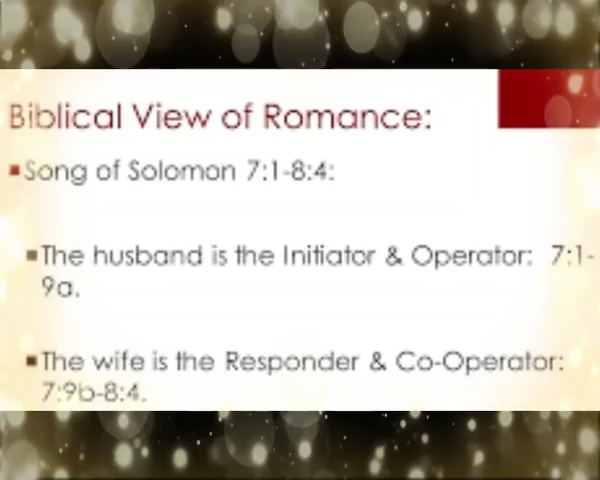 Biblical View of Romance:
Song of Solomon 7:1-8:4:
The husband is the Initiator & Operator: 7:1-
9a.
The wife is the Responder & Co-Operator:
7:9b-8:4.